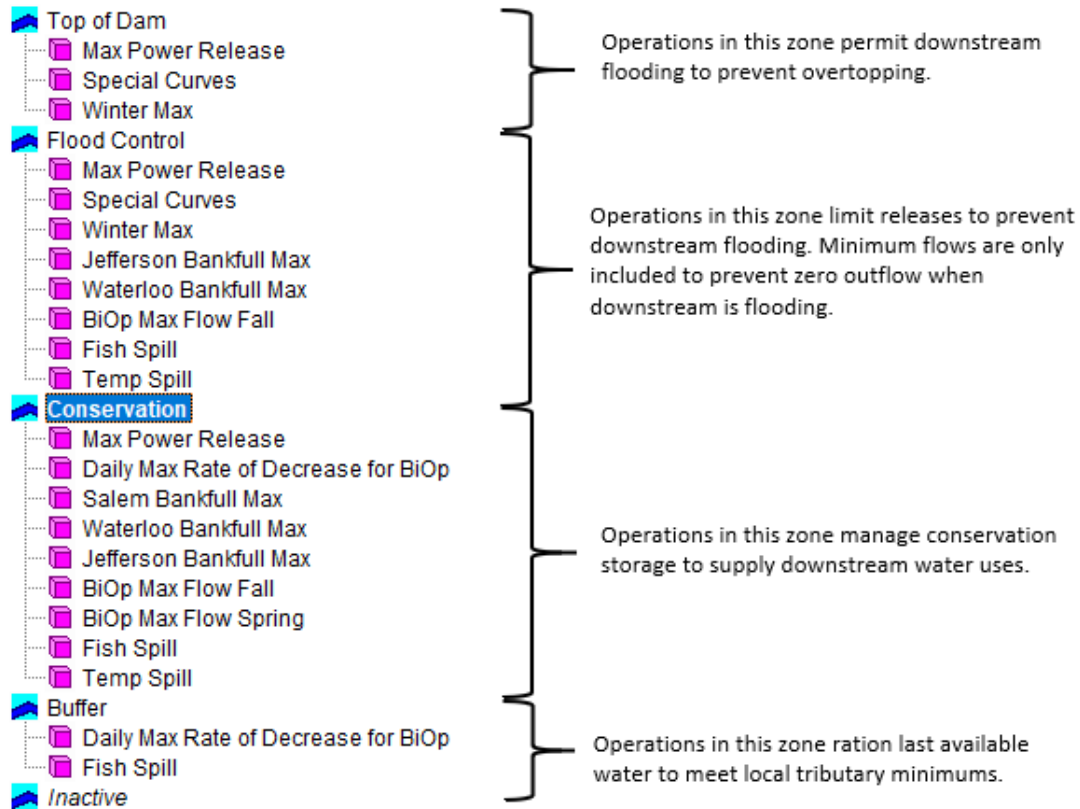 Top of Dam
Max Power Release
Special Curves
Winter Max
Operations in this zone permit downstream
flooding to prevent overtopping.
Flood Control
Max Power Release
Special Curves
Winter Max
Jefferson Bankfull Max
Waterloo Bankfull Max
BiOp Max Flow Fall
Fish Spill
Temp Spill
Operations in this zone limit releases to prevent
downstream flooding. Minimum flows are only
included to prevent zero outflow when
downstream is flooding.
Conservation
Max Power Release
Daily Max Rate of Decrease for BiOp
Salem Bankfull Max
Waterloo Bankfull Max
Jefferson Bankfull Max
BiOp Max Flow Fall
BiOp Max Flow Spring
Fish Spill
Temp Spill
Operations in this zone manage conservation
storage to supply downstream water uses.
Buffer
Daily Max Rate of Decrease for BiOp
Fish Spill
Inactive
Operations in this zone ration last available
water to meet local tributary minimums.